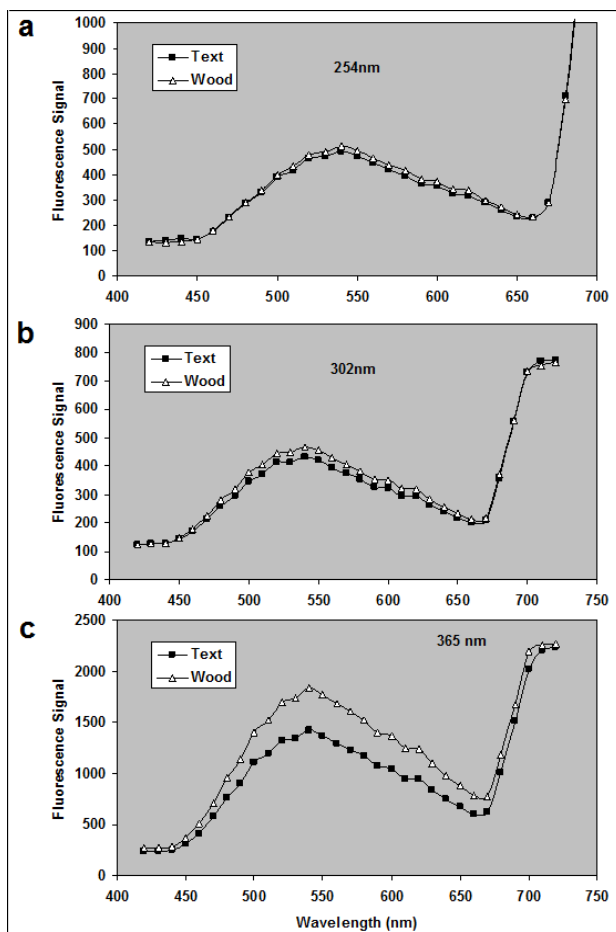 a
1000
900
800
700
600
500
400
300
200
100
0
Fluorescence Signal
Text
Wood
254nm
400 450 500 550 600 650 700
b
900
800
700
600
500
400
300
200
100
0
Fluorescence Signal
Text
Wood
302nm
400 450 500 550 600 650 700 750
c
2500
2000
1500
1000
500
0
Fluorescence Signal
Text
Wood
365 nm
400 450 500 550 600 650 700 750
Wavelength (nm)